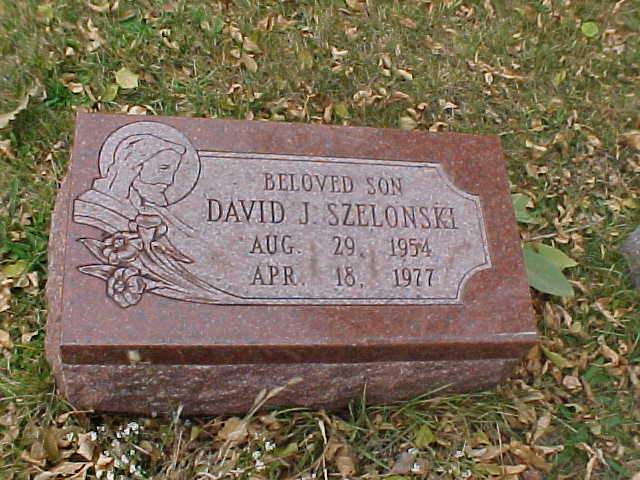 BELOVED SON
DAVID J. SZELONSKI
AUG. 29, 1954
APR. 18, 1977